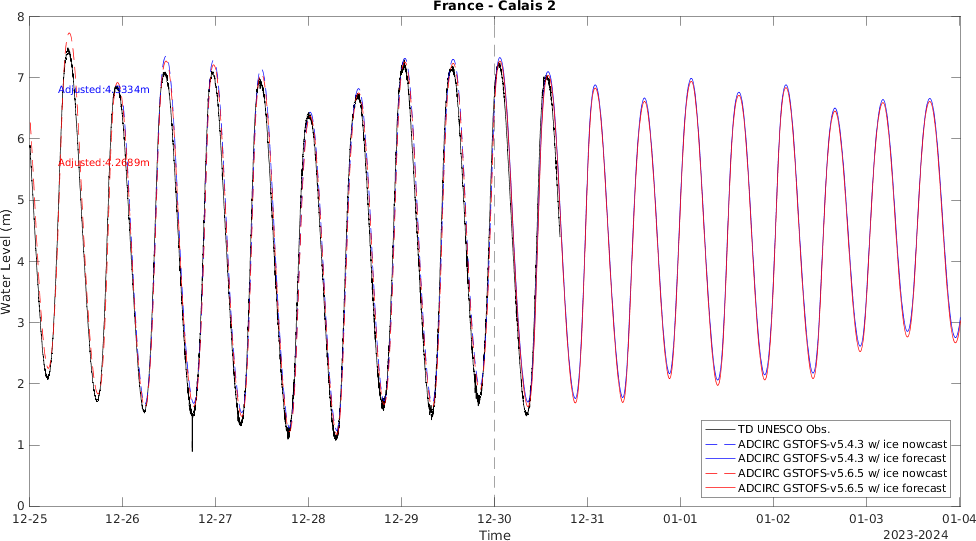 France - Calais 2
8
7
6
5
4
3
2
1
0
Water Level (m)
Adjusted:4.3334m
Adjusted:4.2689m
TD UNESCO Obs.
ADCIRC GSTOFS-v5.4.3 w/ ice nowcast
ADCIRC GSTOFS-v5.4.3 w/ ice forecast
ADCIRC GSTOFS-v5.6.5 w/ ice nowcast
ADCIRC GSTOFS-v5.6.5 w/ ice forecast
12-25 12-26 12-27 12-28 12-29 12-30 12-31 01-01 01-02 01-03 01-04
Time
2023-2024